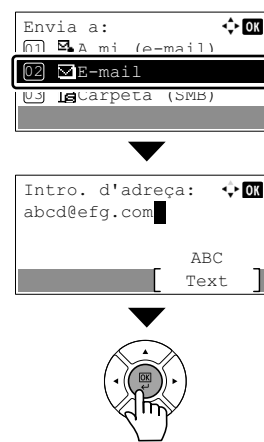 Envia a: OK
01 A mi (e-mail)
02 E-mail
03 Carpeta (SMB)
Intro. d'adreça: OK
abcd@efg.com
ABC
[ Text ]
OK